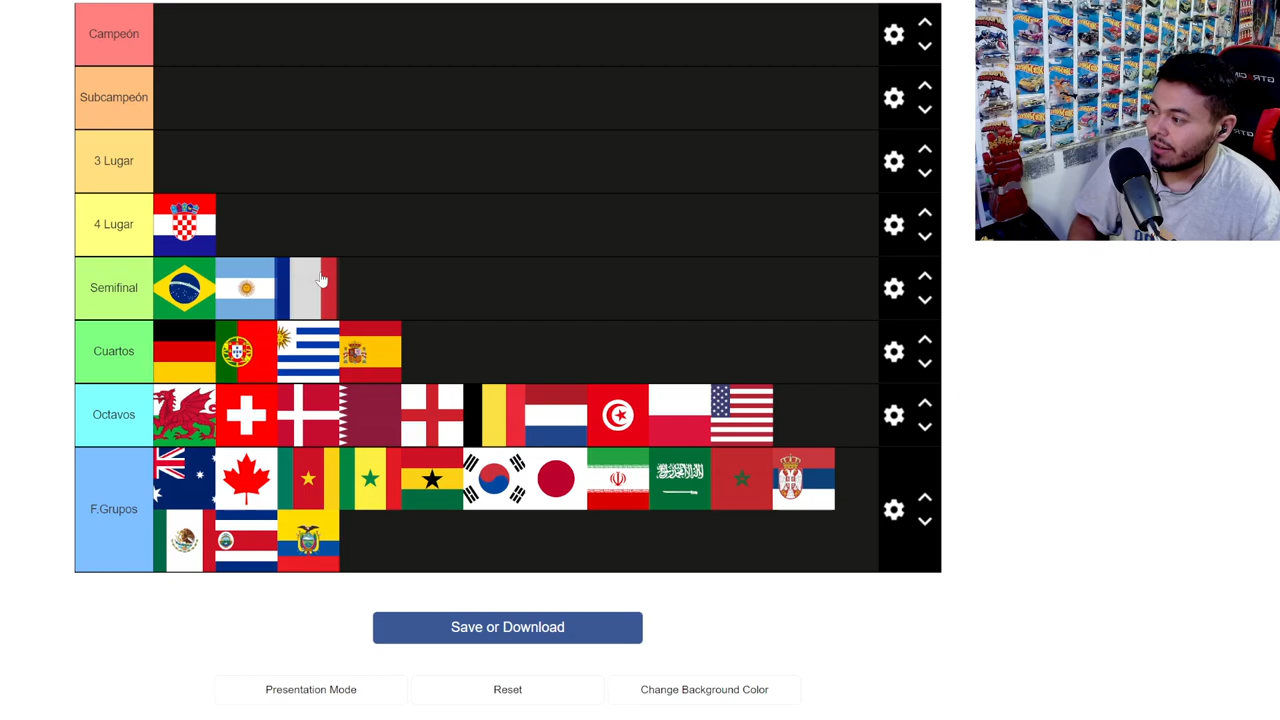 Campeón
Subcampeón
3 Lugar
4 Lugar
Semifinal
Cuartos
Octavos
F.Grupos
Save or Download
Presentation Mode
Reset
Change Background Color